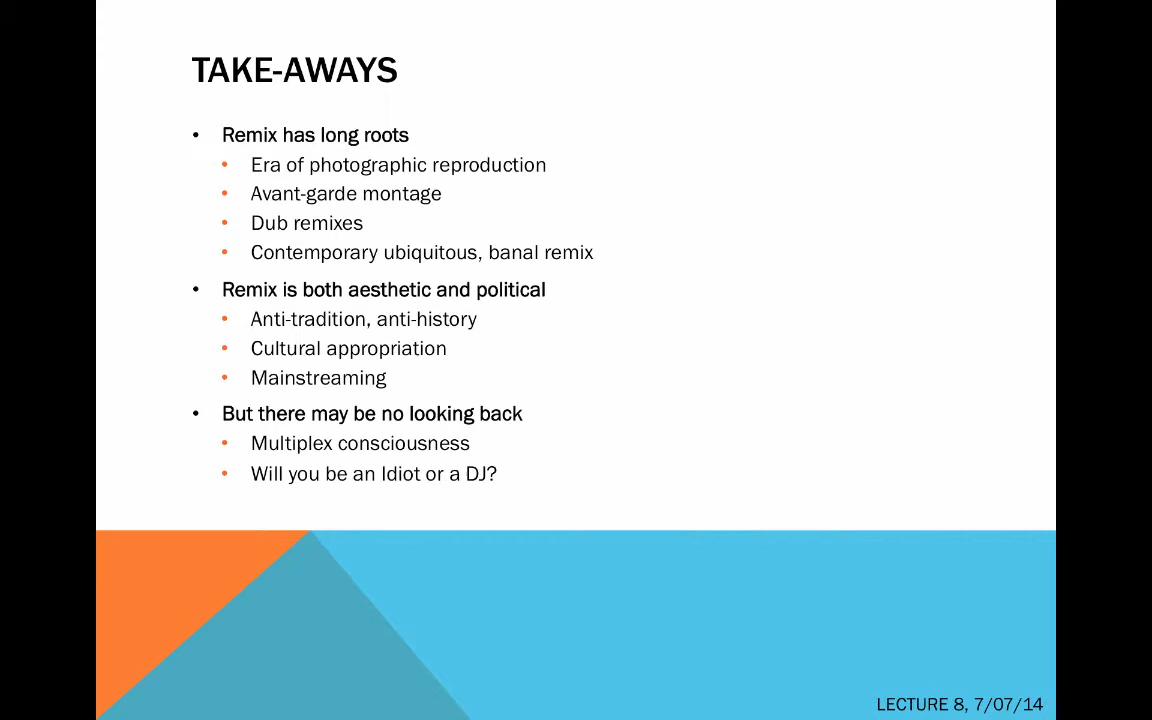 TAKE-AWAYS
• Remix has long roots
• Era of photographic reproduction
• Avant-garde montage
• Dub remixes
• Contemporary ubiquitous, banal remix
• Remix is both aesthetic and political
• Anti-tradition, anti-history
• Cultural appropriation
• Mainstreaming
• But there may be no looking back
• Multiplex consciousness
• Will you be an Idiot or a DJ?
LECTURE 8, 7/07/14